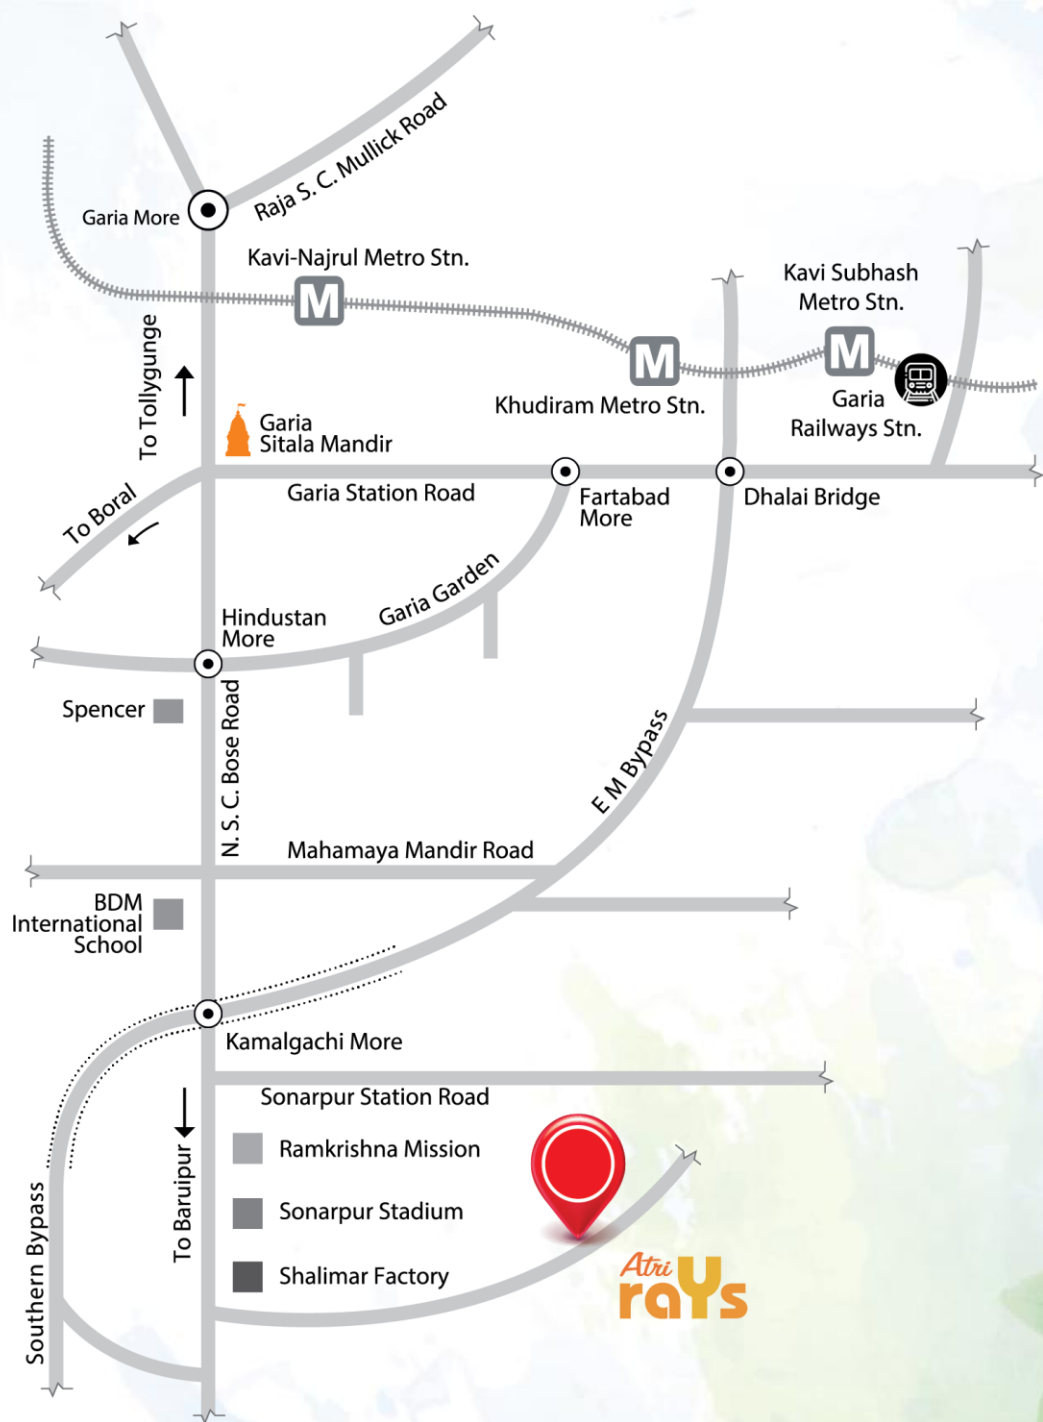 Raja S. C. Mullick Road
Garia More
Kavi-Najrul Metro Stn.
M
Kavi Subhash
Metro Stn.
M
M
Khudiram Metro Stn.
Garia
Railways Stn.
To Tollygunge
Garia
Sitala Mandir
To Boral
Garia Station Road
Fartabad
More
Dhalai Bridge
Garia Garden
Hindustan
More
Spencer
N. S. C. Bose Road
E M Bypass
Mahamaya Mandir Road
BDM
International
School
Kamalgachi More
Sonarpur Station Road
Ramkrishna Mission
To Baruipur
Sonarpur Stadium
Southern Bypass
Shalimar Factory
Atri
raYs